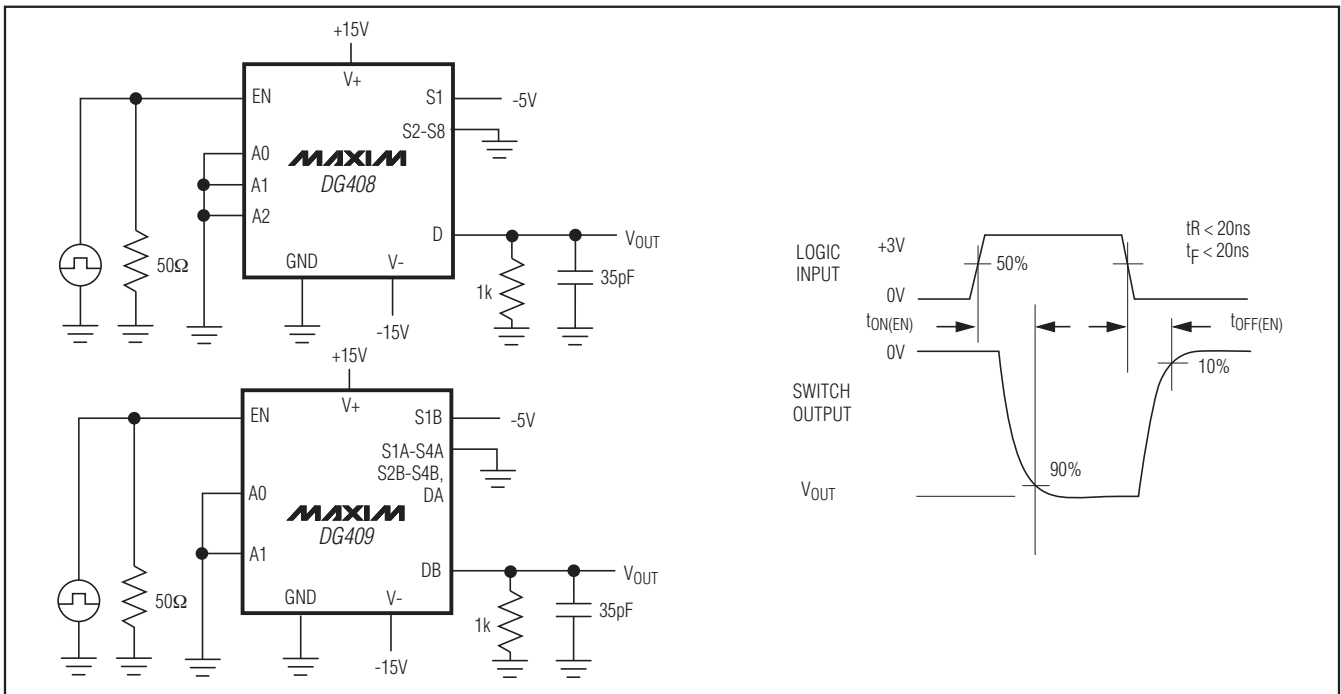 +15V
V+
EN
S1
-5V
S2-S8
A0
MAXIM
DG408
A1
A2
D
VOUT
50Ω
GND
V-
1k
35pF
-15V
+15V
V+
EN
S1B
-5V
S1A-S4A
S2B-S4B,
DA
A0
MAXIM
DG409
A1
DB
VOUT
50Ω
GND
V-
1k
35pF
-15V
LOGIC
INPUT
+3V
50%
0V
tR < 20ns
tF < 20ns
tON(EN)
tOFF(EN)
0V
10%
SWITCH
OUTPUT
90%
VOUT